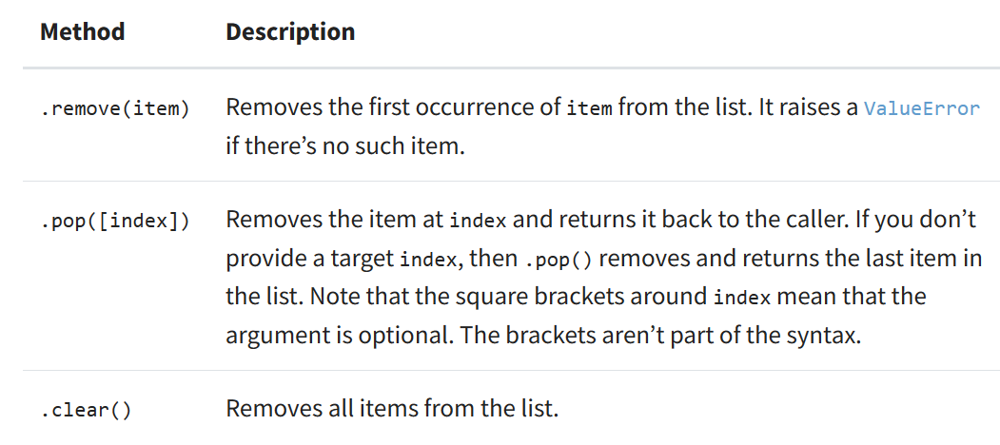 Method Description
.remove(item) Removes the first occurrence of item from the list. It raises a ValueError
if there’s no such item.
.pop([index]) Removes the item at index and returns it back to the caller. If you don’t
provide a target index, then .pop() removes and returns the last item in
the list. Note that the square brackets around index mean that the
argument is optional. The brackets aren’t part of the syntax.
.clear() Removes all items from the list.